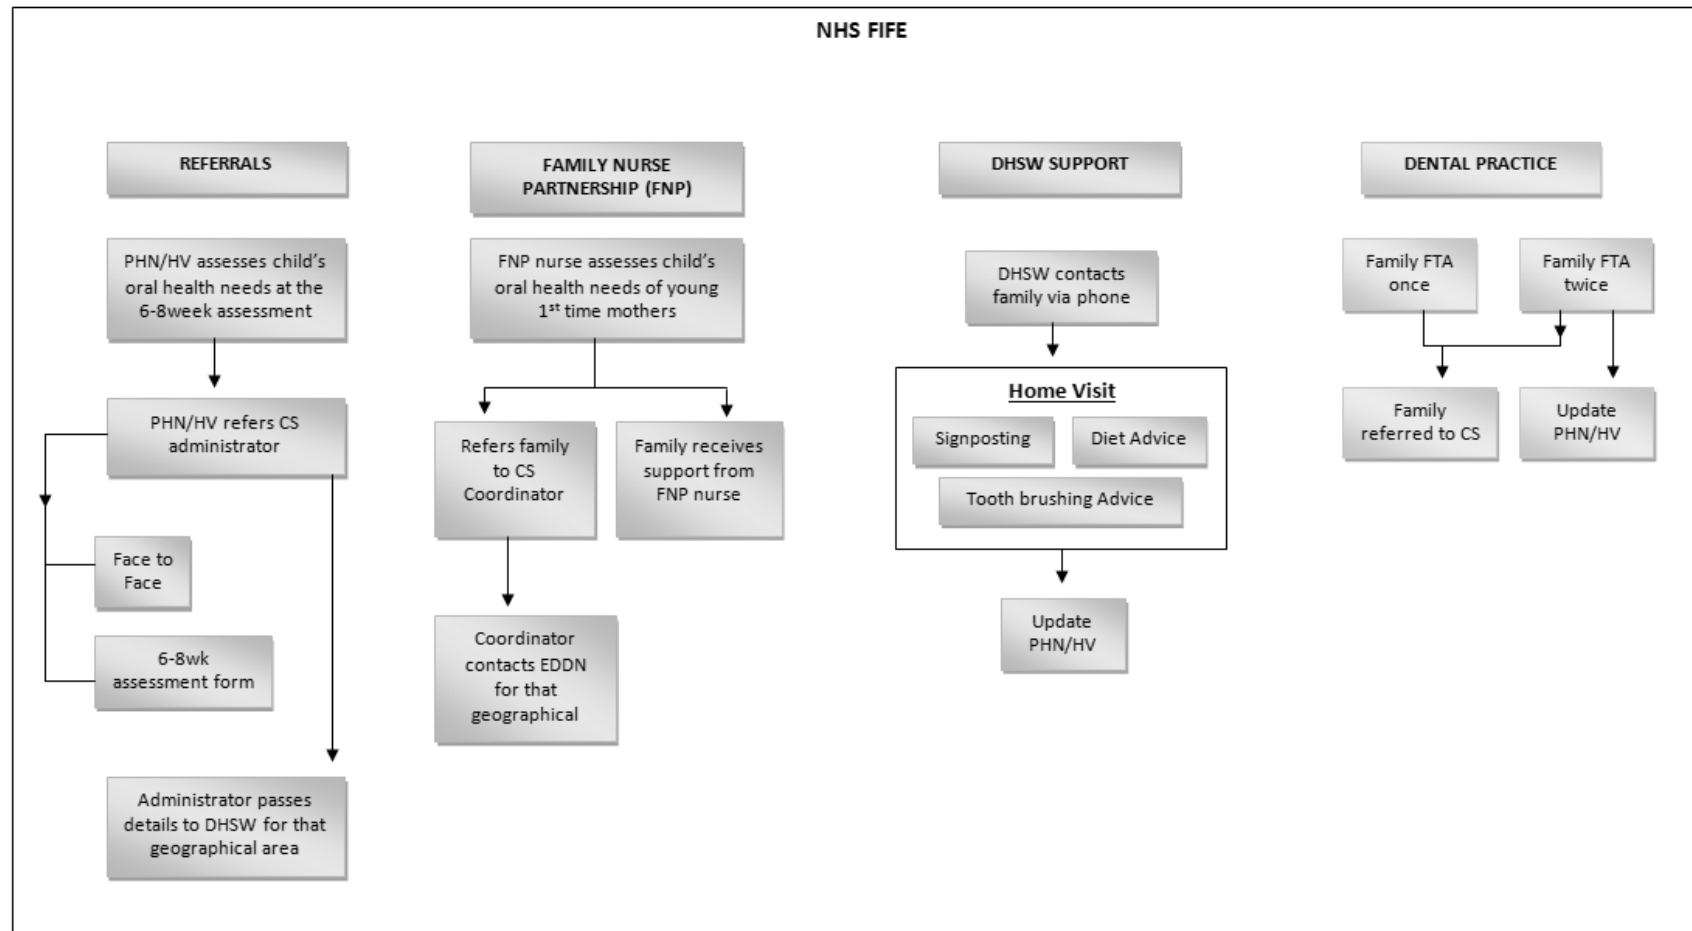 NHS FIFE
REFERRALS
PHN/HV assesses child's
oral health needs at the
6-8week assessment
PHN/HV refers CS
administrator
Face to
Face
6-8wk
assessment form
Administrator passes
details to DHSW for that
geographical area
FAMILY NURSE
PARTNERSHIP (FNP)
FNP nurse assesses child's
oral health needs of young
1st time mothers
Refers family
to CS
Coordinator
Family receives
support from
FNP nurse
Coordinator
contacts EDDN
for that
geographical
DHSW SUPPORT
DHSW contacts
family via phone
Home Visit
Signposting
Diet Advice
Tooth brushing Advice
Update
PHN/HV
DENTAL PRACTICE
Family FTA
once
Family FTA
twice
Family
referred to CS
Update
PHN/HV